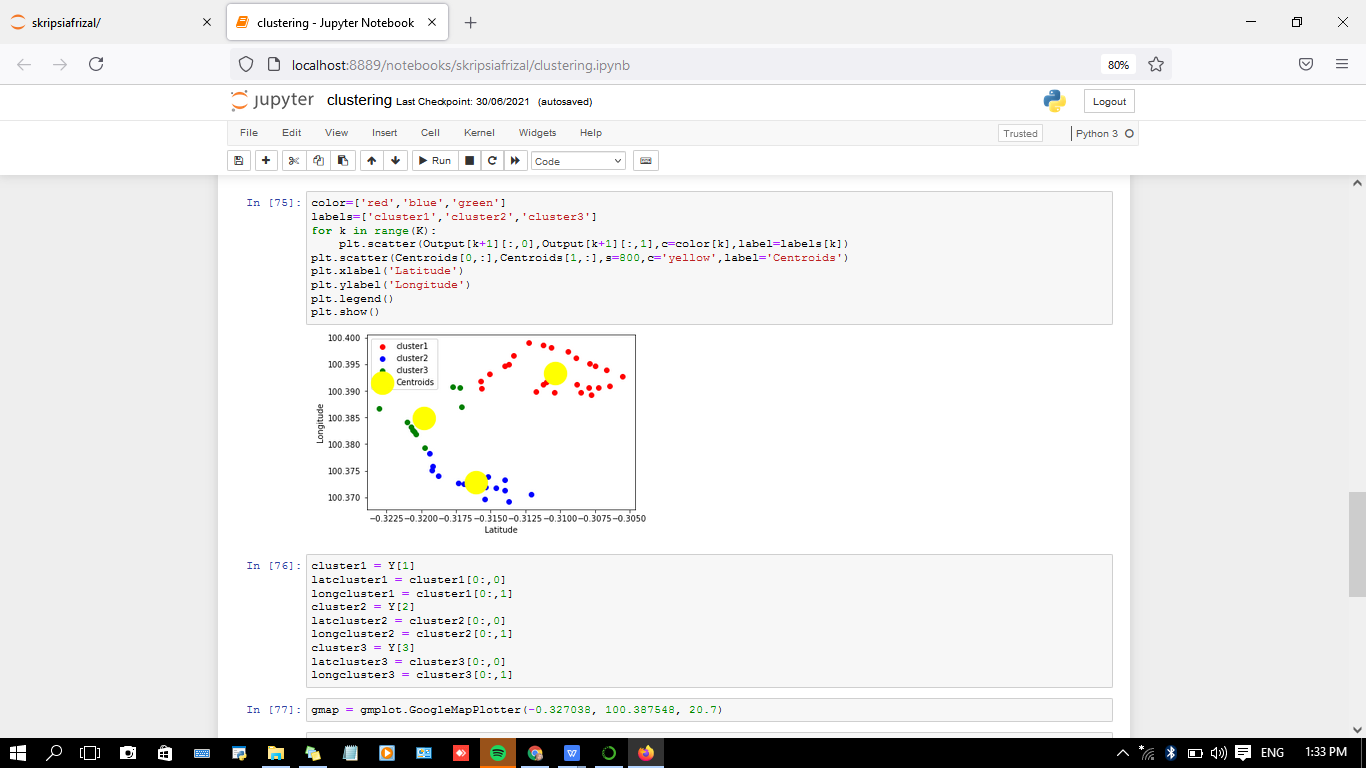 skripsiafrizal/
clustering - Jupyter Notebook
localhost:8889/notebooks/skripsiafrizal/clustering.ipynb
80%
jupyter clustering Last Checkpoint: 30/06/2021 (autosaved)
Logout
File Edit View Insert Cell Kernel Widgets Help
Trusted
Python 3
Run
Code
In [75]:
color=['red','blue','green']
labels=['cluster1','cluster2','cluster3']
for k in range(K):
    plt.scatter(Output[k+1][:,0],Output[k+1][:,1],c=color[k],label=labels[k])
plt.scatter(Centroids[0,:],Centroids[1,:],s=800,c='yellow',label='Centroids')
plt.xlabel('Latitude')
plt.ylabel('Longitude')
plt.legend()
plt.show()
100.400
100.395
100.390
100.385
100.380
100.375
100.370
Longitude
cluster1
cluster2
cluster3
Centroids
−0.3225−0.3200−0.3175−0.3150−0.3125−0.3100−0.3075−0.3050
Latitude
In [76]:
cluster1 = Y[1]
latcluster1 = cluster1[0:,0]
longcluster1 = cluster1[0:,1]
cluster2 = Y[2]
latcluster2 = cluster2[0:,0]
longcluster2 = cluster2[0:,1]
cluster3 = Y[3]
latcluster3 = cluster3[0:,0]
longcluster3 = cluster3[0:,1]
In [77]:
gmap = gmplot.GoogleMapPlotter(-0.327038, 100.387548, 20.7)
ENG
1:33 PM